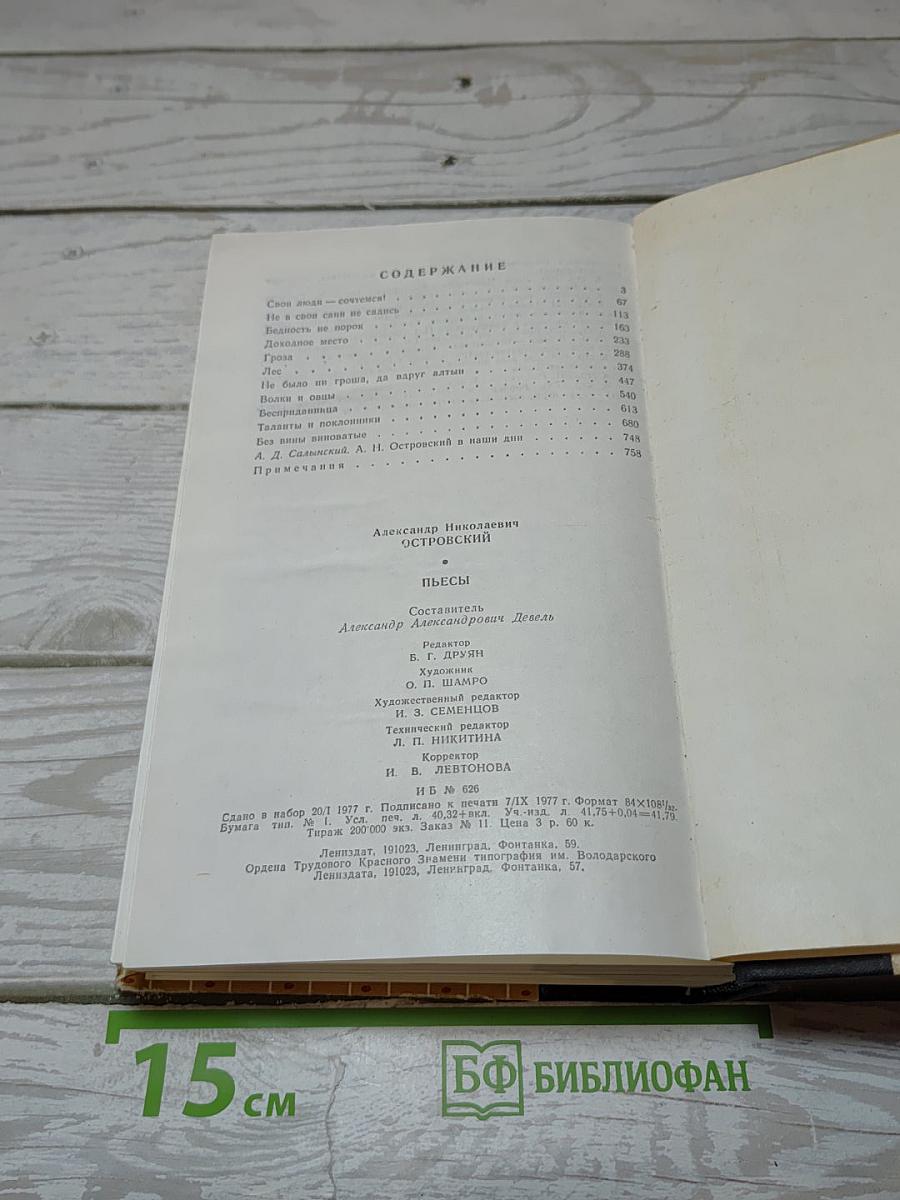 СОДЕРЖАНИЕ
Свои люди — сочтемся! 3
Не в свои сани не садись 67
Бедность не порок 113
Доходное место 163
Гроза 233
Лес 288
Не было ни гроша, да вдруг алтын 374
Волки и овцы 447
Бесприданница 540
Таланты и поклонники 613
Без вины виноватые 680
А. Д. Салынский. А. Н. Островский в наши дни 748
Примечания 758
Александр Николаевич
ОСТРОВСКИЙ
ПЬЕСЫ
Составитель
Александр Александрович Девель
Редактор
Б. Г. ДРУЯН
Художник
О. П. ШАМРО
Художественный редактор
И. З. СЕМЕНЦОВ
Технический редактор
Л. П. НИКИТИНА
Корректор
И. В. ЛЕВТОНОВА
ИБ № 626
Сдано в набор 20/I 1977 г. Подписано к печати 7/IX 1977 г. Формат 84×108 1/32.
Бумага тип. № 1. Усл. печ. л. 40,32+вкл. Уч.-изд. л. 41,75+0,04=41,79.
Тираж 200 000 экз. Заказ № 11. Цена 3 р. 60 к.
Лениздат, 191023, Ленинград, Фонтанка, 59.
Ордена Трудового Красного Знамени типография им. Володарского
Лениздата, 191023, Ленинград, Фонтанка, 57.
15 см
БФ БИБЛИОФАН